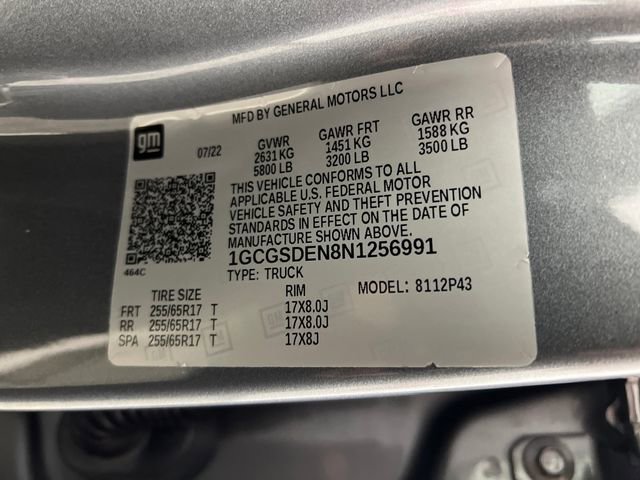 MFD BY GENERAL MOTORS LLC
gm
07/22 GVWR GAWR FRT GAWR RR
2631 KG 1451 KG 1588 KG
5800 LB 3200 LB 3500 LB
THIS VEHICLE CONFORMS TO ALL
APPLICABLE U.S. FEDERAL MOTOR
VEHICLE SAFETY AND THEFT PREVENTION
STANDARDS IN EFFECT ON THE DATE OF
MANUFACTURE SHOWN ABOVE.
464C 1GCGSDEN8N1256991
TYPE: TRUCK
TIRE SIZE RIM MODEL: 8112P43
FRT 255/65R17 T 17X8.0J
RR 255/65R17 T 17X8.0J
SPA 255/65R17 T 17X8J